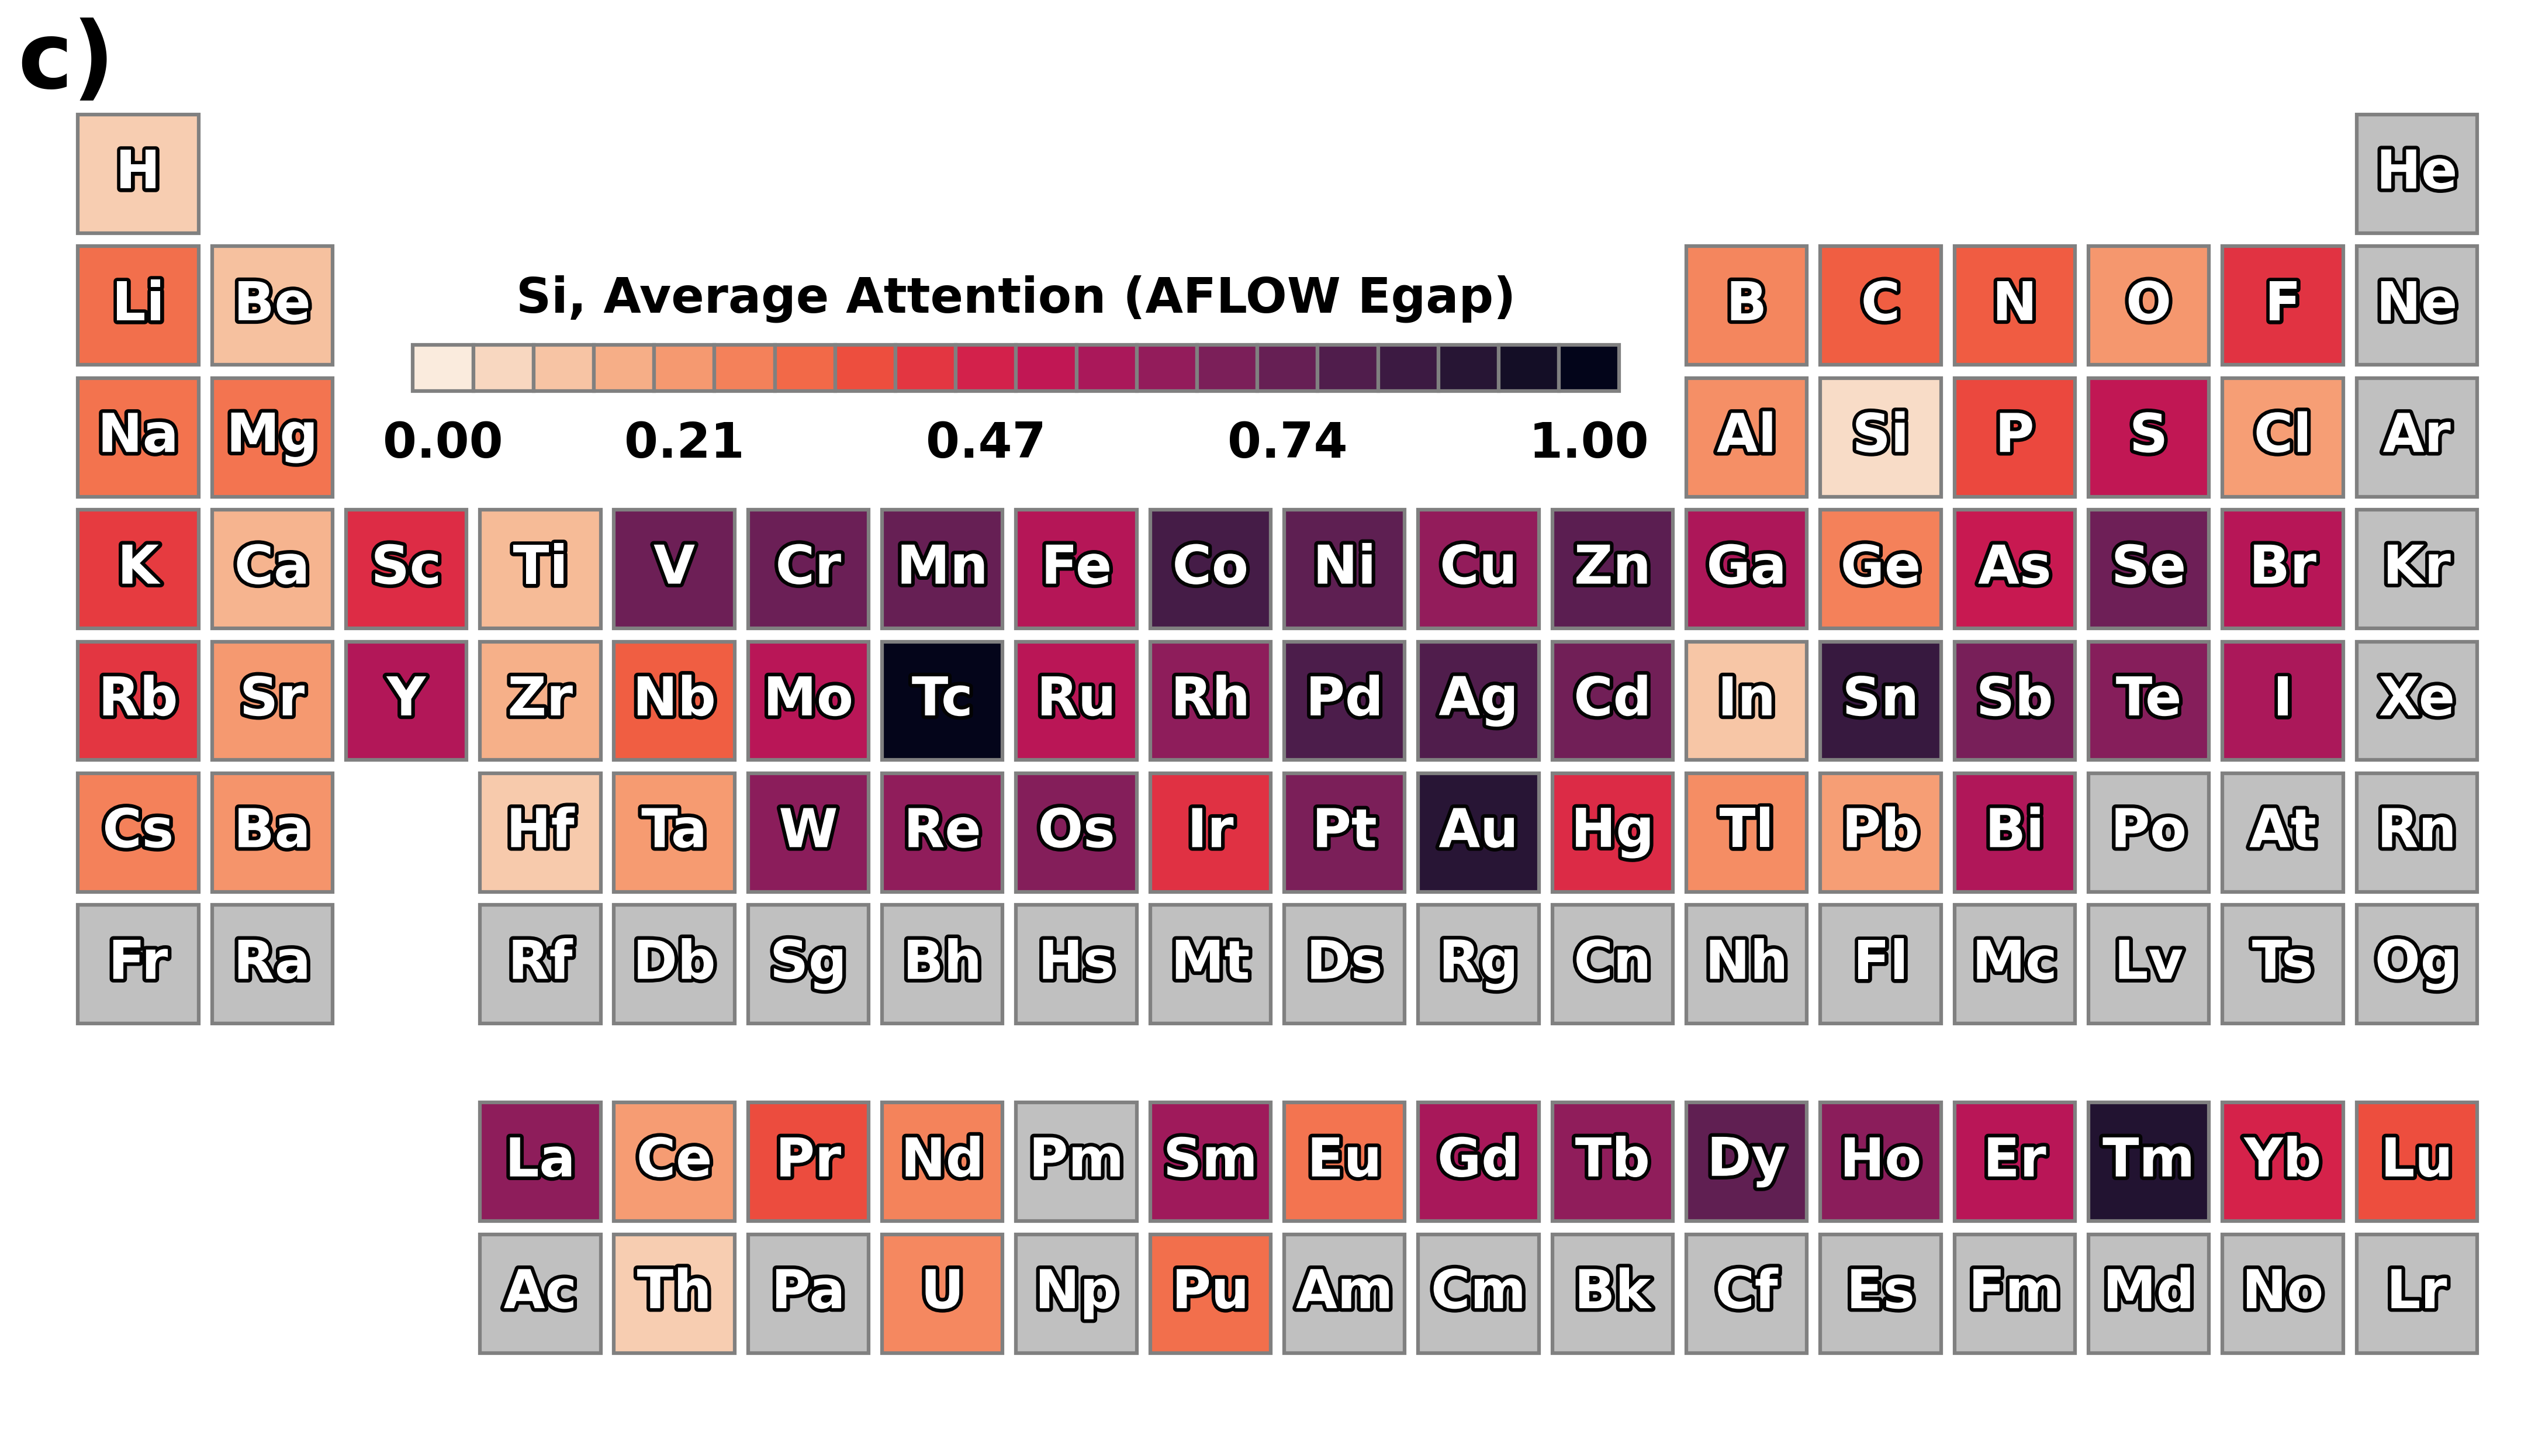 c)
H He
Li Be B C N O F Ne
Si, Average Attention (AFLOW Egap)
0.00 0.21 0.47 0.74 1.00
Na Mg Al Si P S Cl Ar
K Ca Sc Ti V Cr Mn Fe Co Ni Cu Zn Ga Ge As Se Br Kr
Rb Sr Y Zr Nb Mo Tc Ru Rh Pd Ag Cd In Sn Sb Te I Xe
Cs Ba Hf Ta W Re Os Ir Pt Au Hg Tl Pb Bi Po At Rn
Fr Ra Rf Db Sg Bh Hs Mt Ds Rg Cn Nh Fl Mc Lv Ts Og
La Ce Pr Nd Pm Sm Eu Gd Tb Dy Ho Er Tm Yb Lu
Ac Th Pa U Np Pu Am Cm Bk Cf Es Fm Md No Lr